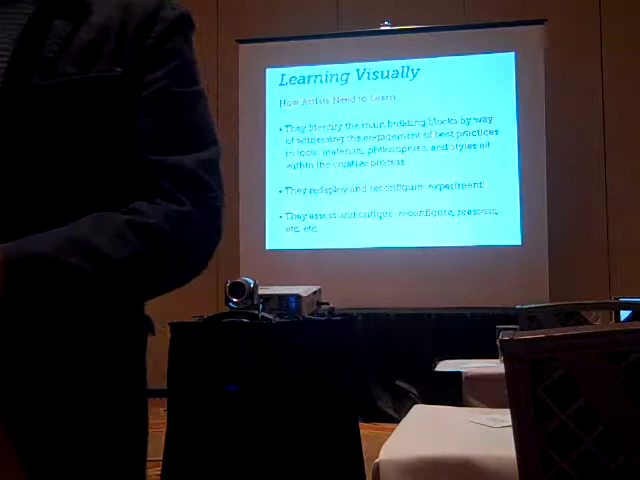 Learning Visually
How Artists Need to Learn
• They identify the main building blocks by way
of witnessing the engagement of best practices
in tools, materials, philosophies, and styles all
within the creative process.
• They redeploy and reconfigure: experiment!
• They assess and critique, reconfigure, reassess,
etc, etc.